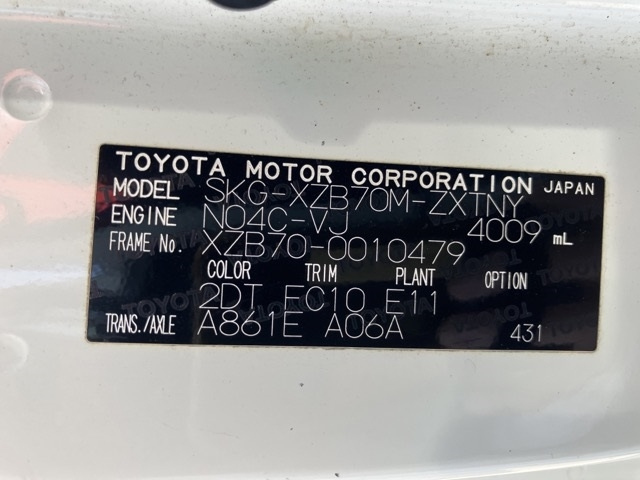 TOYOTA MOTOR CORPORATION JAPAN
MODEL SKG-XZB70M-ZXTNY
ENGINE N04C-VJ 4009 mL
FRAME No. XZB70-0010479
COLOR TRIM PLANT OPTION
2DT EC10 E11
TRANS./AXLE A861E A06A 431